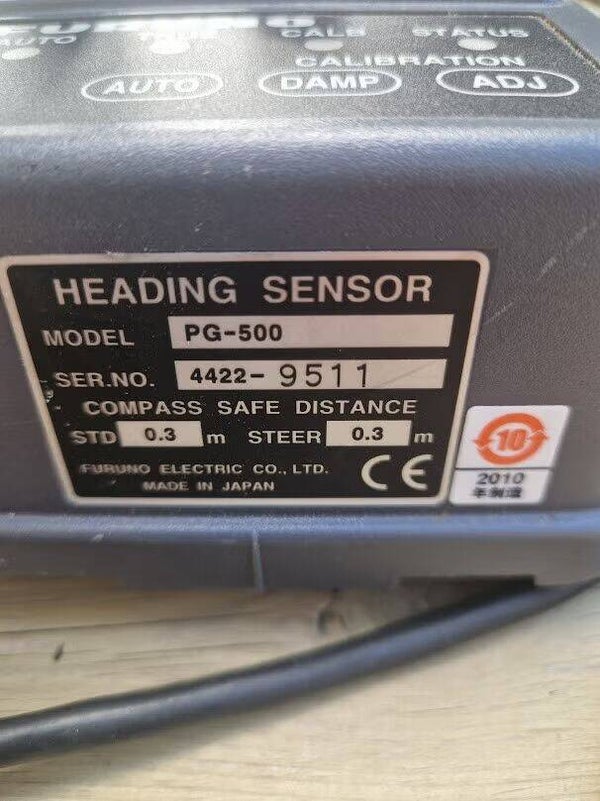 AUTO
CALB
STATUS
CALIBRATION
AUTO
DAMP
ADJ
HEADING SENSOR
MODEL PG-500
SER.NO. 4422-9511
COMPASS SAFE DISTANCE
STD 0.3 m STEER 0.3 m
FURUNO ELECTRIC CO., LTD.
MADE IN JAPAN
CE
10
2010
年制造